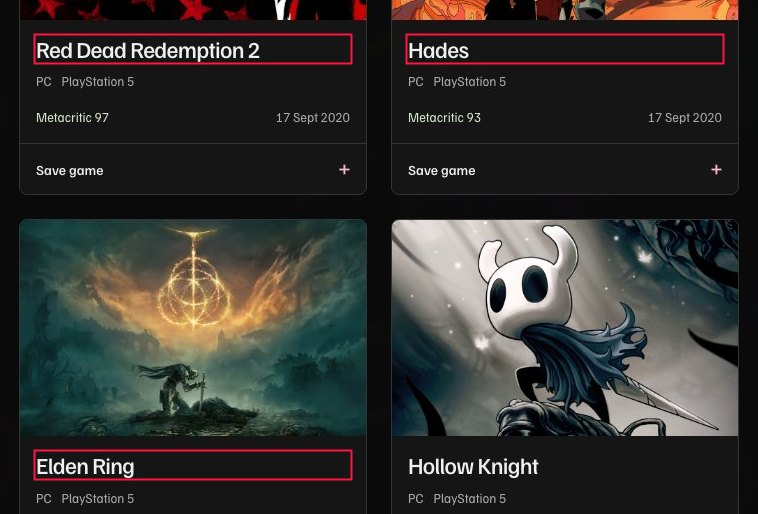 Red Dead Redemption 2
PC PlayStation 5
Metacritic 97 17 Sept 2020
Save game +
Hades
PC PlayStation 5
Metacritic 93 17 Sept 2020
Save game +
Elden Ring
PC PlayStation 5
Hollow Knight
PC PlayStation 5